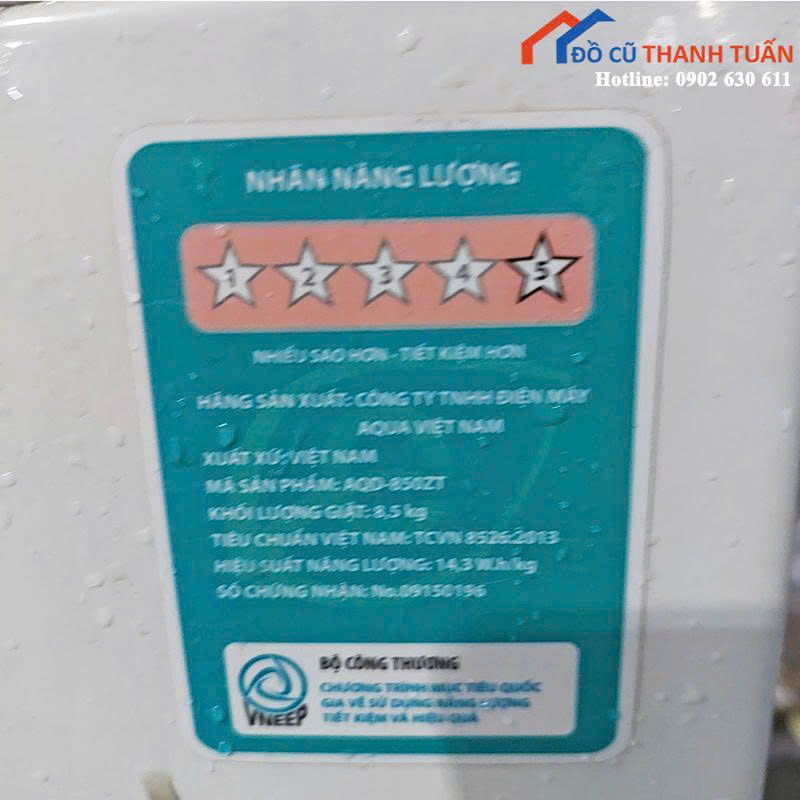 ĐỒ CŨ THANH TUẤN
Hotline: 0902 630 611
NHÃN NĂNG LƯỢNG
1 2 3 4 5
NHIỀU SAO HƠN - TIẾT KIỆM HƠN
HÃNG SẢN XUẤT: CÔNG TY TNHH ĐIỆN MÁY
AQUA VIỆT NAM
XUẤT XỨ: VIỆT NAM
MÃ SẢN PHẨM: AQD-850ZT
KHỐI LƯỢNG GIẶT: 8,5 kg
TIÊU CHUẨN VIỆT NAM: TCVN 8526:2013
HIỆU SUẤT NĂNG LƯỢNG: 14,3 W.h/kg
SỐ CHỨNG NHẬN: No.09150196
BỘ CÔNG THƯƠNG
CHƯƠNG TRÌNH MỤC TIÊU QUỐC
GIA VỀ SỬ DỤNG NĂNG LƯỢNG
TIẾT KIỆM VÀ HIỆU QUẢ
VNEEP